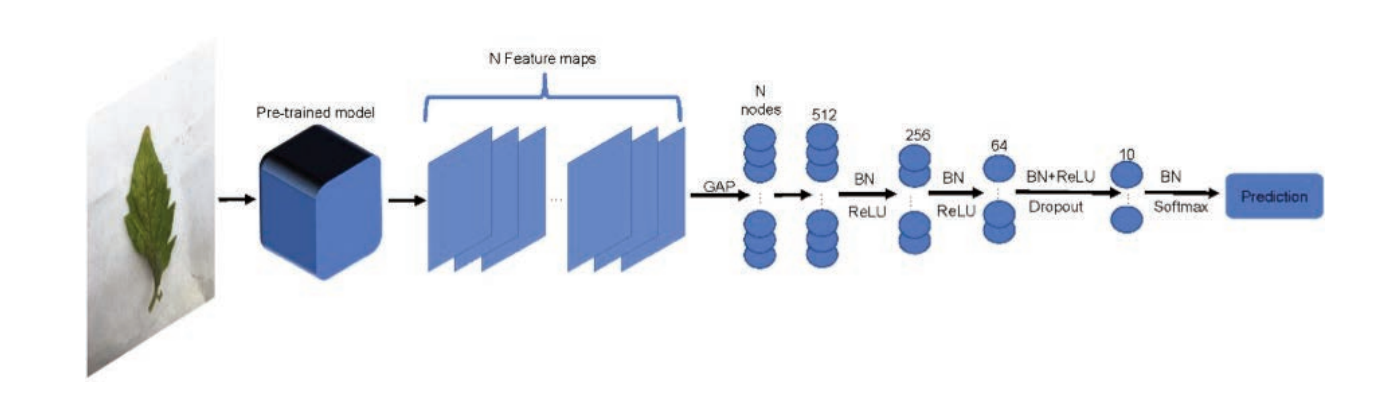 N Feature maps
Pre-trained model
GAP
N
nodes
512
BN
ReLU
256
BN
ReLU
64
BN+ReLU
Dropout
10
BN
Softmax
Prediction